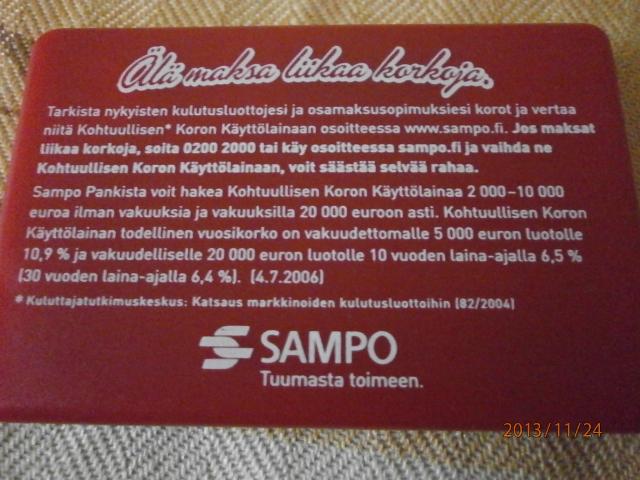 Älä maksa liikaa korkoja.
Tarkista nykyisten kulutusluottojesi ja osamaksusopimuksiesi korot ja vertaa
niitä Kohtuullisen* Koron Käyttölainaan osoitteessa www.sampo.fi. Jos maksat
liikaa korkoja, soita 0200 2000 tai käy osoitteessa sampo.fi ja vaihda ne
Kohtuullisen Koron Käyttölainaan, voit säästää selvää rahaa.
Sampo Pankista voit hakea Kohtuullisen Koron Käyttölainaa 2 000–10 000
euroa ilman vakuuksia ja vakuuksilla 20 000 euroon asti. Kohtuullisen Koron
Käyttölainan todellinen vuosikorko on vakuudettomalle 5 000 euron luotolle
10,9 % ja vakuudelliselle 20 000 euron luotolle 10 vuoden laina-ajalla 6,5 %
(30 vuoden laina-ajalla 6,4 %). (4.7.2006)
* Kuluttajatutkimuskeskus: Katsaus markkinoiden kulutusluottoihin (82/2004)
SAMPO
Tuumasta toimeen.
2013/11/24